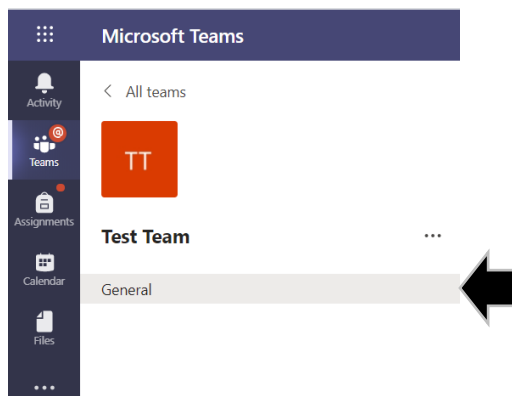 Microsoft Teams
Activity
@
Teams
Assignments
Calendar
Files
All teams
TT
Test Team
General